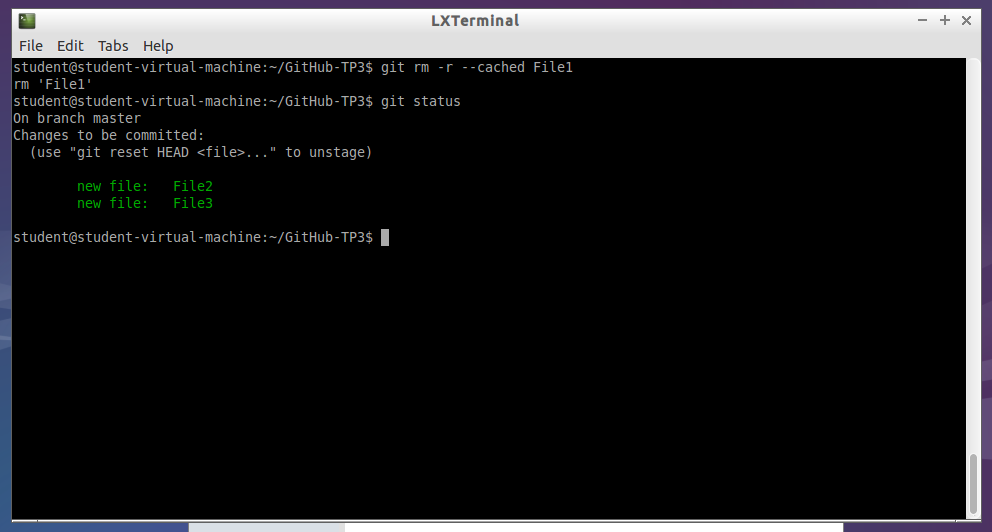 LXTerminal
File Edit Tabs Help
student@student-virtual-machine:~/GitHub-TP3$ git rm -r --cached File1
rm 'File1'
student@student-virtual-machine:~/GitHub-TP3$ git status
On branch master
Changes to be committed:
  (use "git reset HEAD <file>..." to unstage)
        new file:   File2
        new file:   File3
student@student-virtual-machine:~/GitHub-TP3$